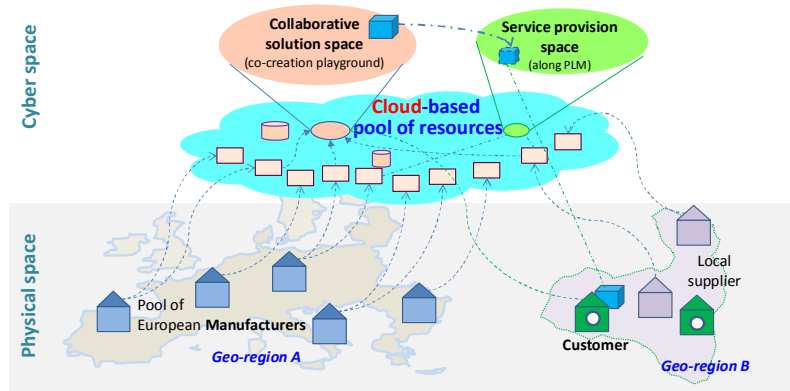 Cyber space
Collaborative
solution space
(co-creation playground)
Service provision
space
(along PLM)
Cloud-based
pool of resources
Physical space
Pool of
European Manufacturers
Geo-region A
Local
supplier
Customer
Geo-region B